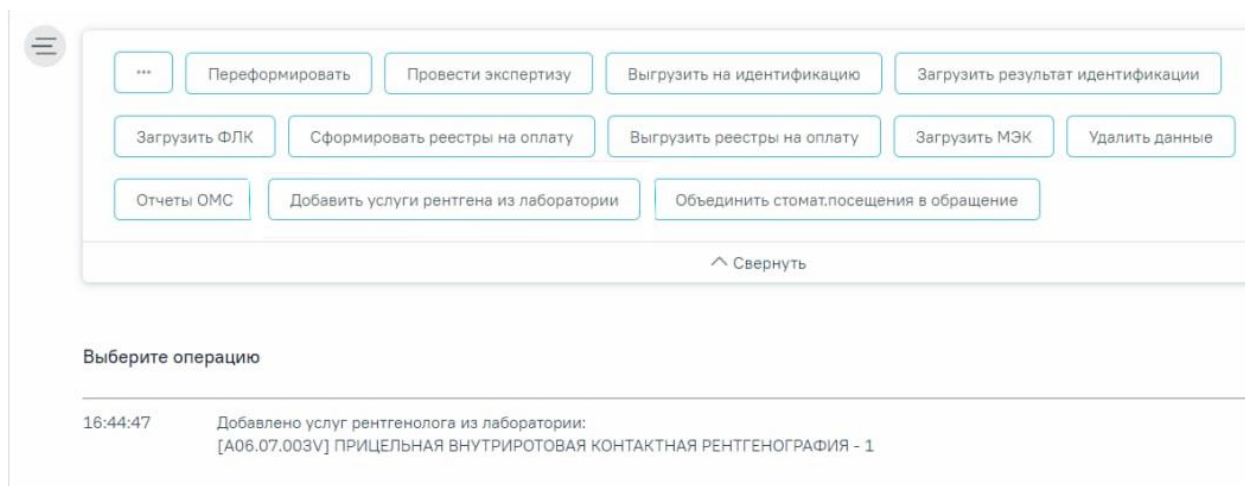 ...
Переформировать
Провести экспертизу
Выгрузить на идентификацию
Загрузить результат идентификации
Загрузить ФЛК
Сформировать реестры на оплату
Выгрузить реестры на оплату
Загрузить МЭК
Удалить данные
Отчеты ОМС
Добавить услуги рентгена из лаборатории
Объединить стомат.посещения в обращение
Свернуть
Выберите операцию
16:44:47
Добавлено услуг рентгенолога из лаборатории:
[A06.07.003V] ПРИЦЕЛЬНАЯ ВНУТРИРОТОВАЯ КОНТАКТНАЯ РЕНТГЕНОГРАФИЯ - 1